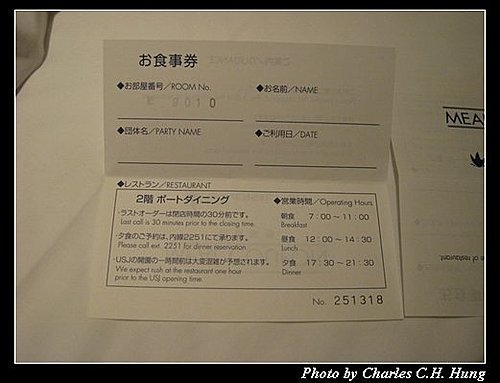 お食事券
◆お部屋番号／ROOM No. ◆お名前／NAME
9010
◆団体名／PARTY NAME ◆ご利用日／DATE
◆レストラン／RESTAURANT
2階 ポートダイニング ◆営業時間／Operating Hours
・ラストオーダーは閉店時間の30分前です。 朝食 7：00～11：00
Last call is 30 minutes prior to the closing time. Breakfast
・夕食のご予約は、内線2251にて承ります。 昼食 12：00～14：30
Please call ext. 2251 for dinner reservation Lunch
・USJの開園の一時間前は大変混雑が予想されます。 夕食 17：30～21：30
We expect rush at the restaurant one hour Dinner
prior to the USJ opening time.
No. 251318
MEA
of restaurant.
Photo by Charles C.H. Hung